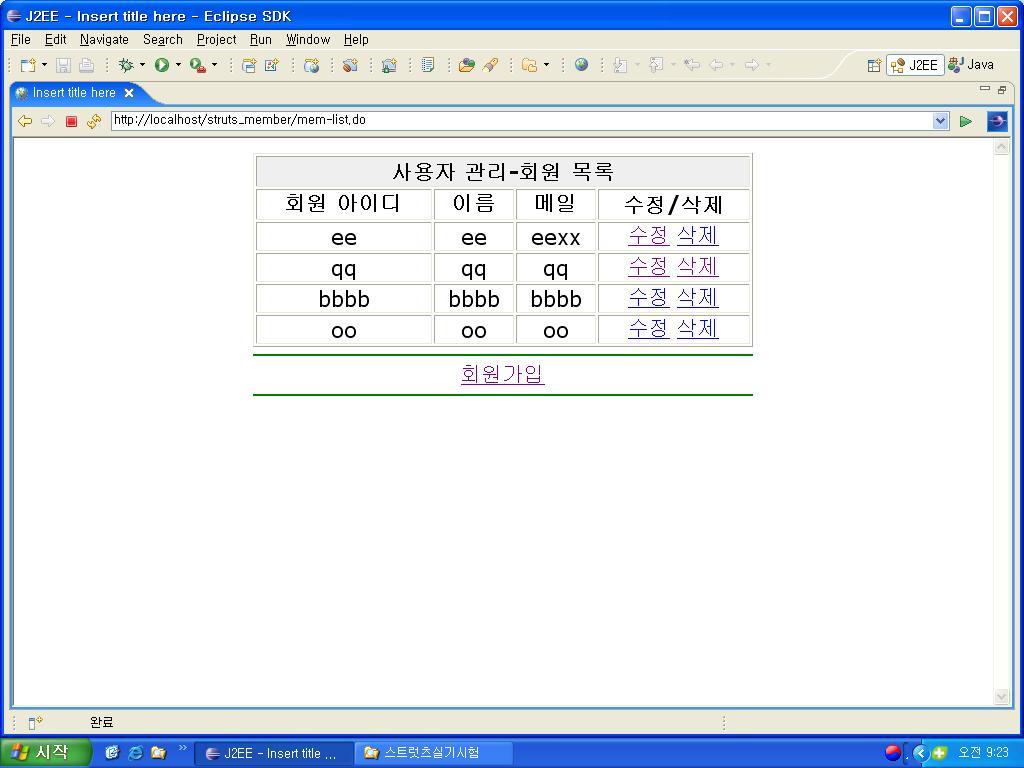 J2EE - Insert title here - Eclipse SDK
File Edit Navigate Search Project Run Window Help
J2EE Java
Insert title here
http://localhost/struts_member/mem-list.do
사용자 관리-회원 목록
회원 아이디 이름 메일 수정/삭제
ee ee eexx 수정 삭제
qq qq qq 수정 삭제
bbbb bbbb bbbb 수정 삭제
oo oo oo 수정 삭제
회원가입
완료
시작 J2EE - Insert title ... 스트럿츠실기시험 오전 9:23